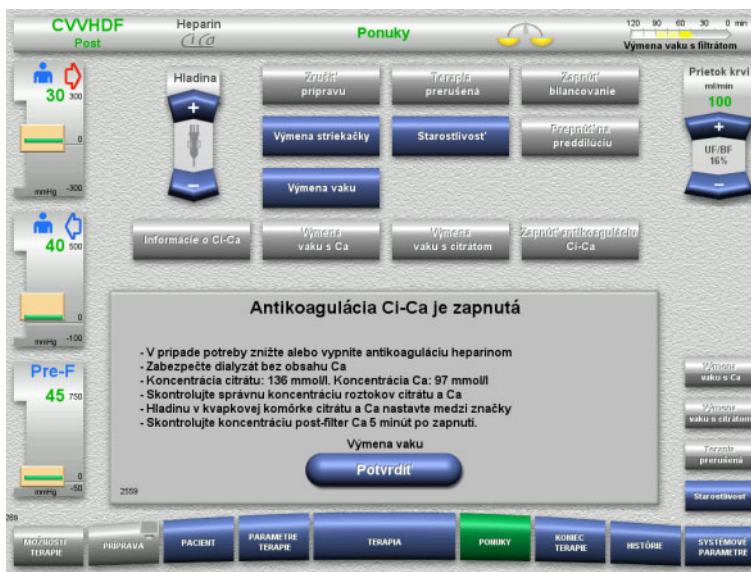 CVVHDF
Post
Heparin
Ci Ca
Ponuky
120 90 60 30 0 min
Výmena vaku s filtrátom
30 300
0
mmHg -300
40 500
0
mmHg -100
Pre-F
45 750
0
mmHg -50
Hladina
+
−
Zrušiť
prípravu
Terapia
prerušená
Zapnúť
bilancovanie
Výmena striekačky
Starostlivosť
Prepnúť na
preddilúciu
Výmena vaku
Prietok krvi
ml/min
100
+
UF/BF
16%
−
Informácie o Ci-Ca
Výmena
vaku s Ca
Výmena
vaku s citrátom
Zapnúť antikoaguláciu
Ci-Ca
Antikoagulácia Ci-Ca je zapnutá
- V prípade potreby znížte alebo vypnite antikoaguláciu heparínom
- Zabezpečte dialyzát bez obsahu Ca
- Koncentrácia citrátu: 136 mmol/l. Koncentrácia Ca: 97 mmol/l
- Skontrolujte správnu koncentráciu roztokov citrátu a Ca
- Hladinu v kvapkovej komôrke citrátu a Ca nastavte medzi značky
- Skontrolujte koncentráciu post-filter Ca 5 minút po zapnutí.
Výmena vaku
Potvrdiť
2559
Výmena
vaku s Ca
Výmena
vaku s citrátom
Terapia
prerušená
Starostlivosť
MOŽNOSTI
TERAPIE
PRÍPRAVA
PACIENT
PARAMETRE
TERAPIE
TERAPIA
PONUKY
KONIEC
TERAPIE
HISTÓRIE
SYSTÉMOVÉ
PARAMETRE